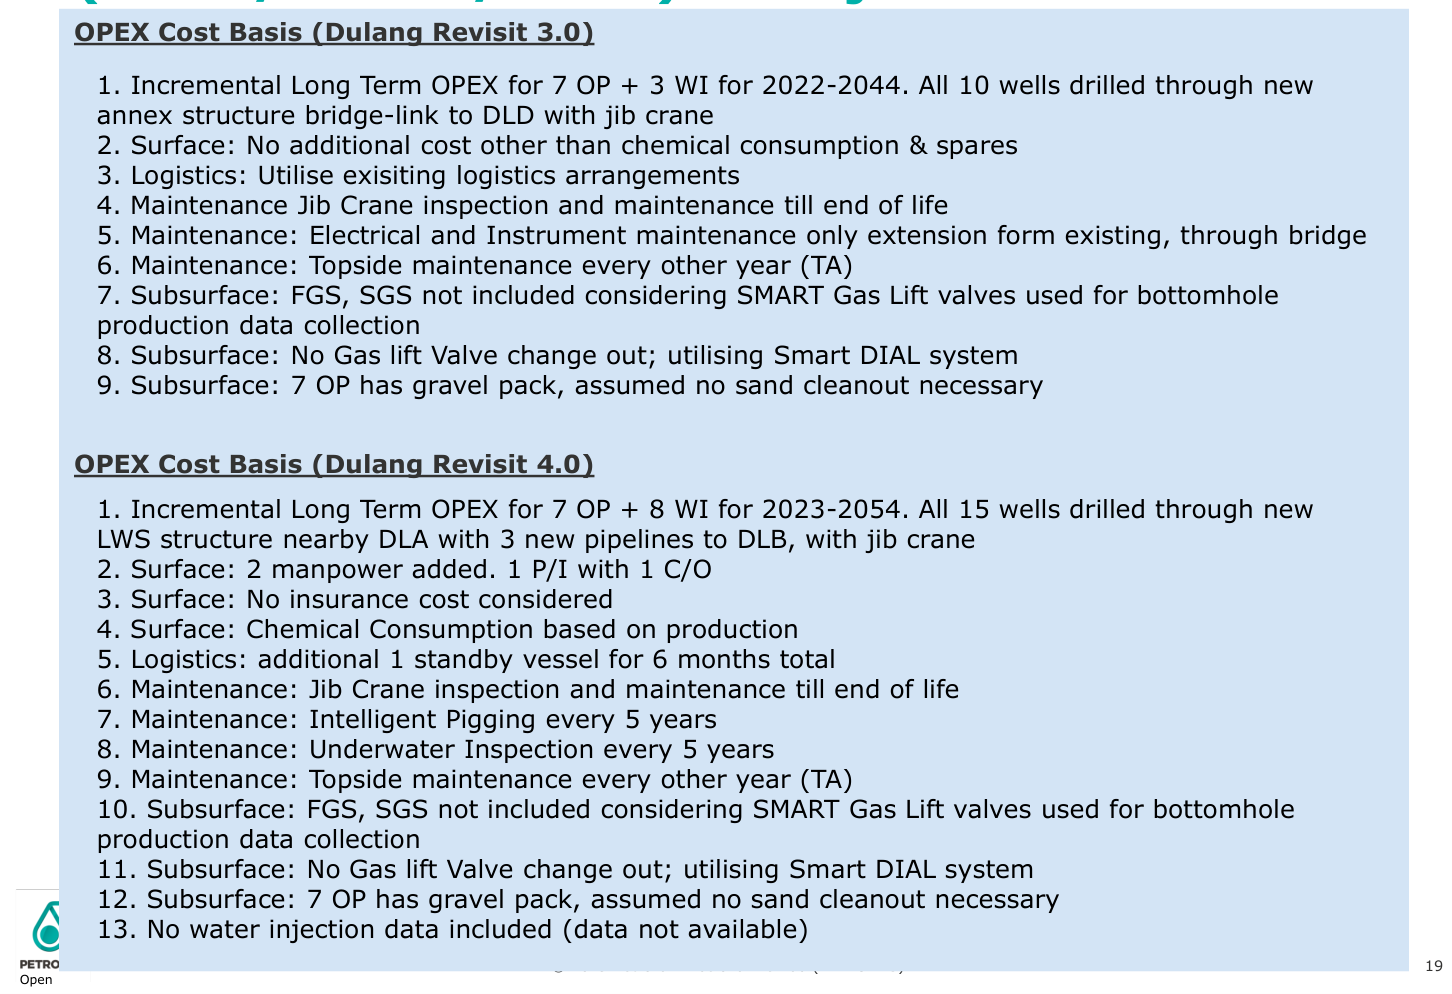 OPEX Cost Basis (Dulang Revisit 3.0)
1. Incremental Long Term OPEX for 7 OP + 3 WI for 2022-2044. All 10 wells drilled through new
annex structure bridge-link to DLD with jib crane
2. Surface: No additional cost other than chemical consumption & spares
3. Logistics: Utilise exisiting logistics arrangements
4. Maintenance Jib Crane inspection and maintenance till end of life
5. Maintenance: Electrical and Instrument maintenance only extension form existing, through bridge
6. Maintenance: Topside maintenance every other year (TA)
7. Subsurface: FGS, SGS not included considering SMART Gas Lift valves used for bottomhole
production data collection
8. Subsurface: No Gas lift Valve change out; utilising Smart DIAL system
9. Subsurface: 7 OP has gravel pack, assumed no sand cleanout necessary
OPEX Cost Basis (Dulang Revisit 4.0)
1. Incremental Long Term OPEX for 7 OP + 8 WI for 2023-2054. All 15 wells drilled through new
LWS structure nearby DLA with 3 new pipelines to DLB, with jib crane
2. Surface: 2 manpower added. 1 P/I with 1 C/O
3. Surface: No insurance cost considered
4. Surface: Chemical Consumption based on production
5. Logistics: additional 1 standby vessel for 6 months total
6. Maintenance: Jib Crane inspection and maintenance till end of life
7. Maintenance: Intelligent Pigging every 5 years
8. Maintenance: Underwater Inspection every 5 years
9. Maintenance: Topside maintenance every other year (TA)
10. Subsurface: FGS, SGS not included considering SMART Gas Lift valves used for bottomhole
production data collection
11. Subsurface: No Gas lift Valve change out; utilising Smart DIAL system
12. Subsurface: 7 OP has gravel pack, assumed no sand cleanout necessary
13. No water injection data included (data not available)
PETRO
Open
19